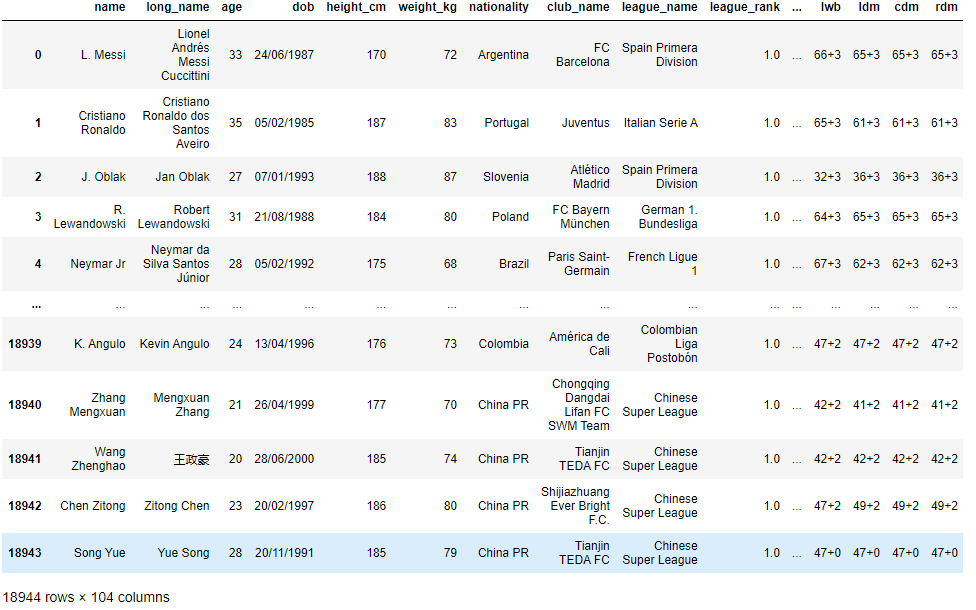 name long_name age dob height_cm weight_kg nationality club_name league_name league_rank ... lwb ldm cdm rdm
0 L. Messi Lionel Andrés Messi Cuccittini 33 24/06/1987 170 72 Argentina FC Barcelona Spain Primera Division 1.0 ... 66+3 65+3 65+3 65+3
1 Cristiano Ronaldo Cristiano Ronaldo dos Santos Aveiro 35 05/02/1985 187 83 Portugal Juventus Italian Serie A 1.0 ... 65+3 61+3 61+3 61+3
2 J. Oblak Jan Oblak 27 07/01/1993 188 87 Slovenia Atlético Madrid Spain Primera Division 1.0 ... 32+3 36+3 36+3 36+3
3 R. Lewandowski Robert Lewandowski 31 21/08/1988 184 80 Poland FC Bayern München German 1. Bundesliga 1.0 ... 64+3 65+3 65+3 65+3
4 Neymar Jr Neymar da Silva Santos Júnior 28 05/02/1992 175 68 Brazil Paris Saint-Germain French Ligue 1 1.0 ... 67+3 62+3 62+3 62+3
... ... ... ... ... ... ... ... ... ... ... ... ... ... ... ...
18939 K. Angulo Kevin Angulo 24 13/04/1996 176 73 Colombia América de Cali Colombian Liga Postobón 1.0 ... 47+2 47+2 47+2 47+2
18940 Zhang Mengxuan Mengxuan Zhang 21 26/04/1999 177 70 China PR Chongqing Dangdai Lifan FC SWM Team Chinese Super League 1.0 ... 42+2 41+2 41+2 41+2
18941 Wang Zhenghao 王政豪 20 28/06/2000 185 74 China PR Tianjin TEDA FC Chinese Super League 1.0 ... 42+2 42+2 42+2 42+2
18942 Chen Zitong Zitong Chen 23 20/02/1997 186 80 China PR Shijiazhuang Ever Bright F.C. Chinese Super League 1.0 ... 47+2 49+2 49+2 49+2
18943 Song Yue Yue Song 28 20/11/1991 185 79 China PR Tianjin TEDA FC Chinese Super League 1.0 ... 47+0 47+0 47+0 47+0
18944 rows × 104 columns